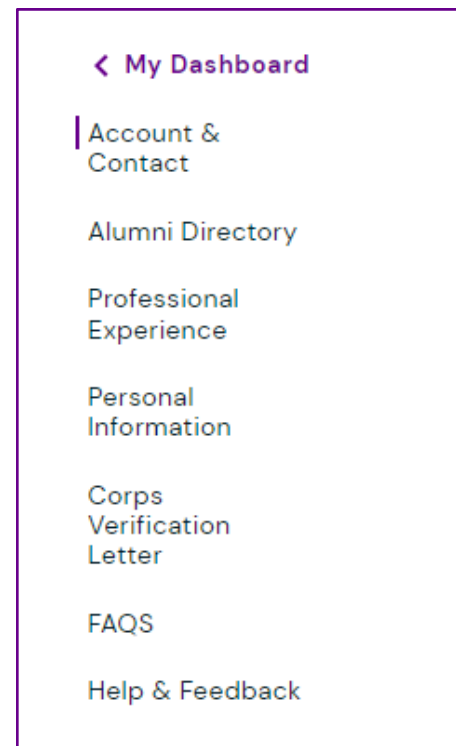 My Dashboard
Account &
Contact
Alumni Directory
Professional
Experience
Personal
Information
Corps
Verification
Letter
FAQS
Help & Feedback